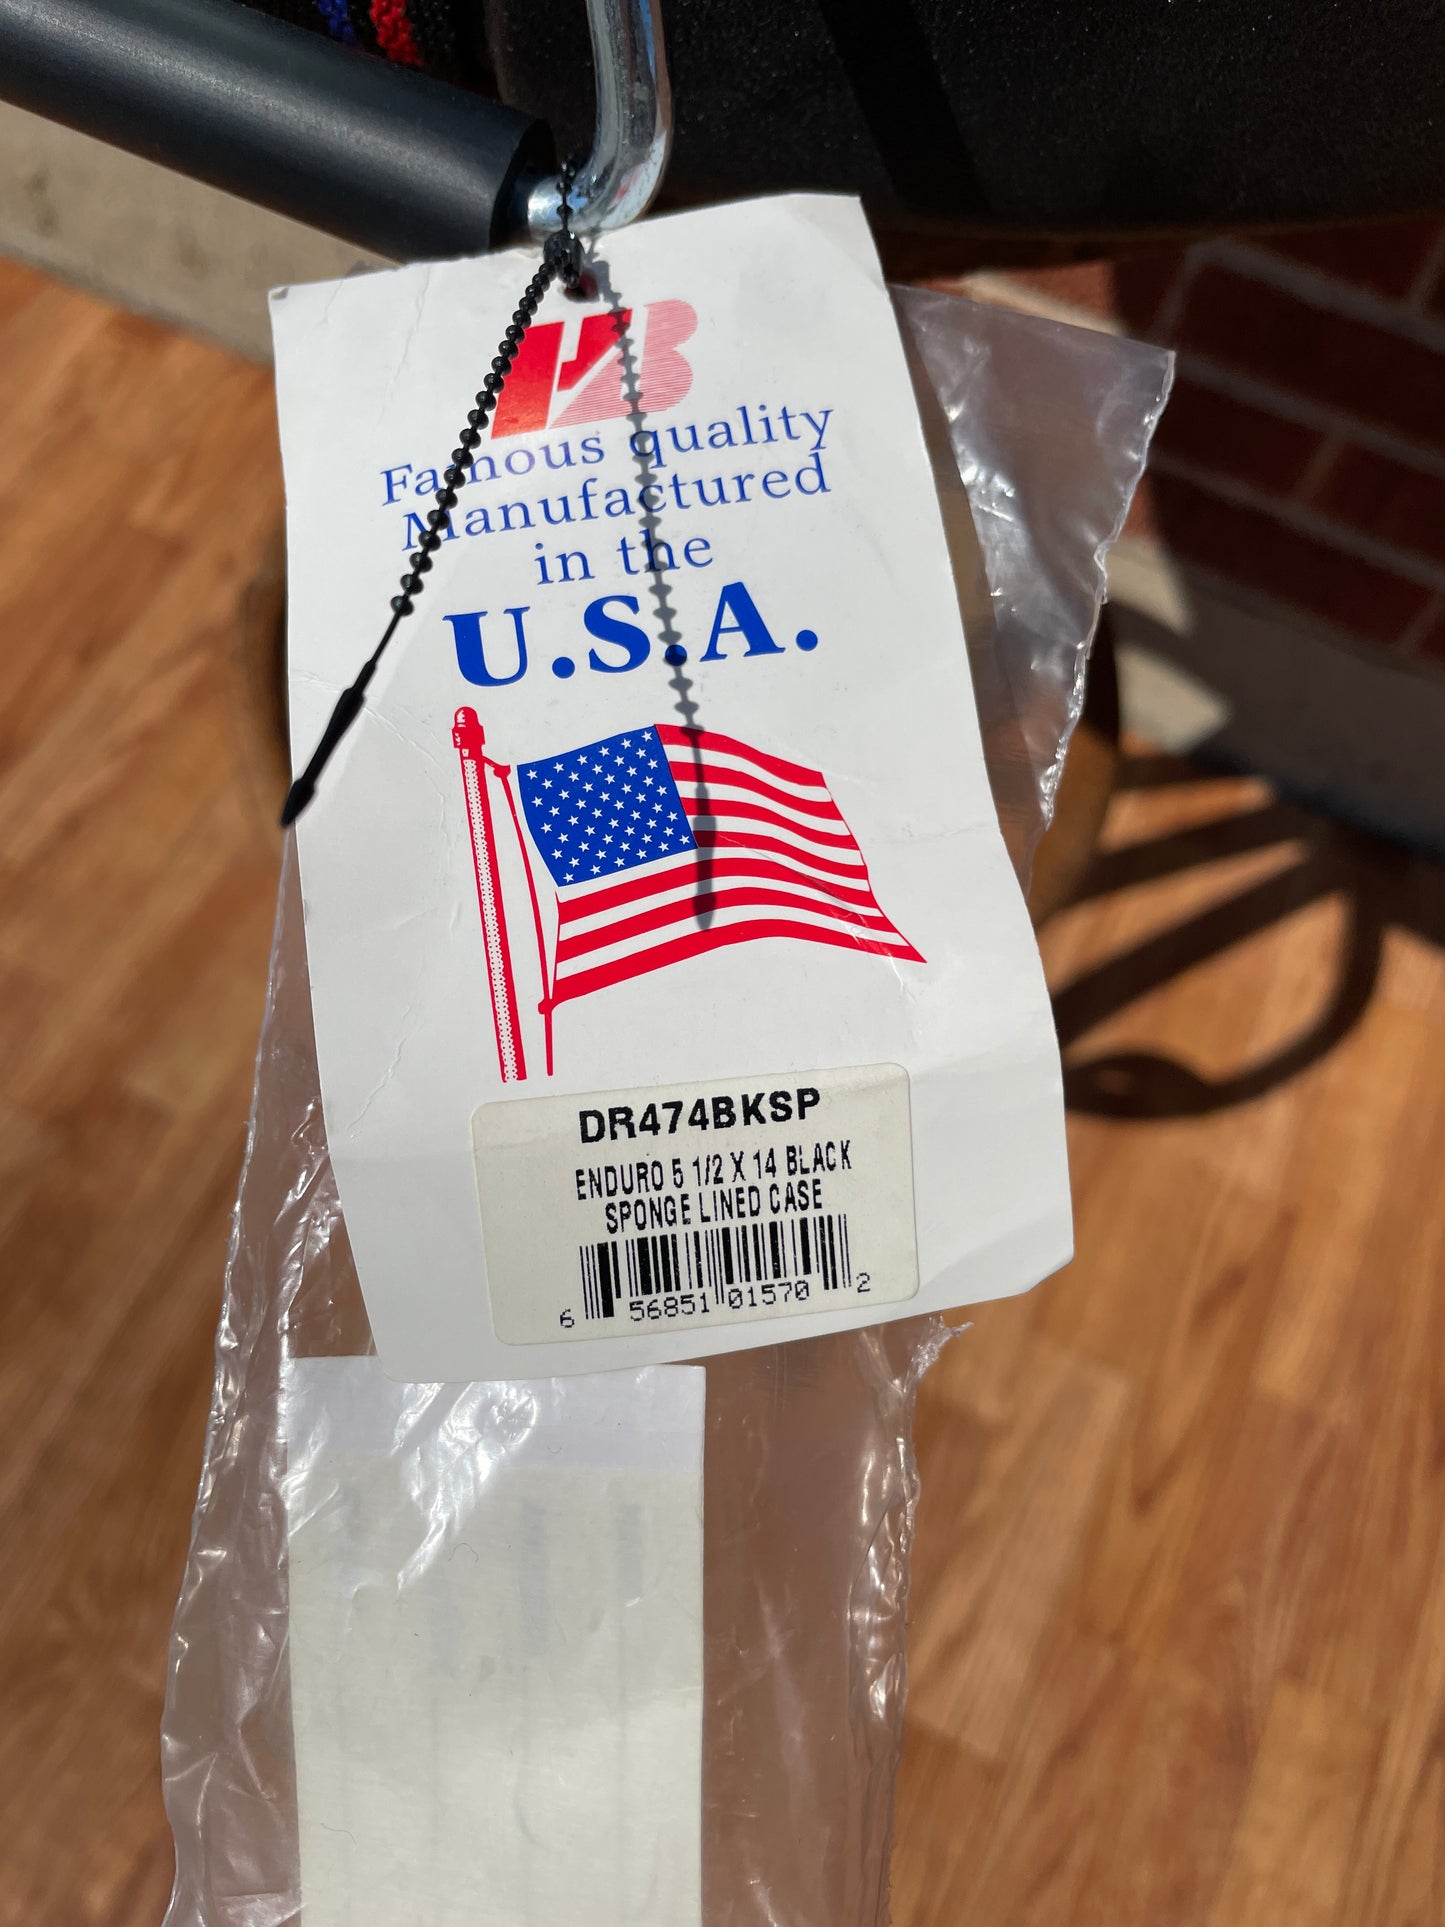 HB
Famous quality
Manufactured
in the
U.S.A.
DR474BKSP
ENDURO 5 1/2 X 14 BLACK
SPONGE LINED CASE
6 56851 01570 2